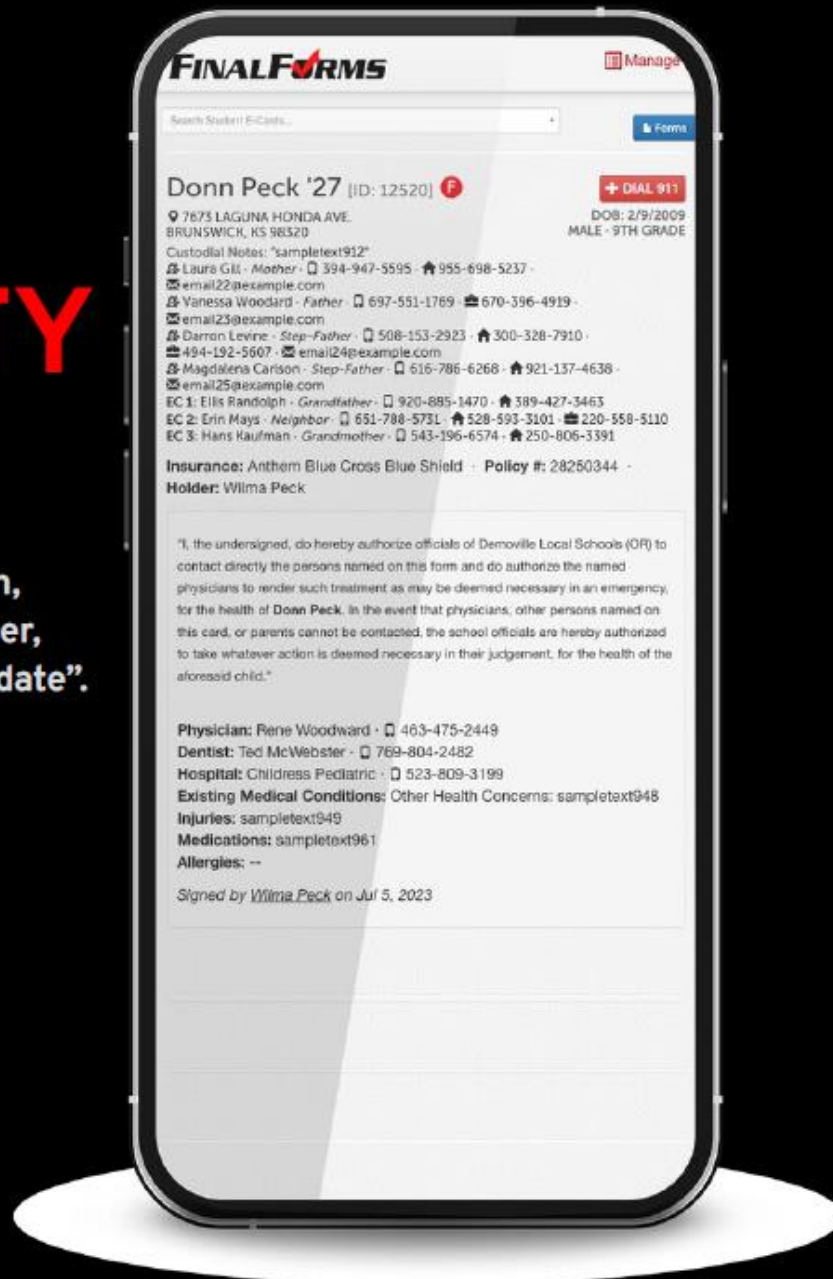 FINALFORMS
Manage
Search Student E-Cards...
Forms
Donn Peck '27 [ID: 12520] F
+ DIAL 911
7673 LAGUNA HONDA AVE.
BRUNSWICK, KS 98320
DOB: 2/9/2009
MALE - 9TH GRADE
Custodial Notes: "sampletext912"
Laura Gill · Mother · 394-947-5595 · 955-698-5237 ·
email22@example.com
Vanessa Woodard · Father · 697-551-1769 · 670-396-4919 ·
email23@example.com
Darron Levine · Step-Father · 508-153-2923 · 300-328-7910 ·
494-192-5607 · email24@example.com
Magdalena Carlson · Step-Father · 616-786-6268 · 921-137-4638 ·
email25@example.com
EC 1: Ellis Randolph · Grandfather · 920-885-1470 · 389-427-3463
EC 2: Erin Mays · Neighbor · 651-788-5731 · 528-593-3101 · 220-558-5110
EC 3: Hans Kaufman · Grandmother · 543-196-6574 · 250-806-3391
Insurance: Anthem Blue Cross Blue Shield · Policy #: 28250344 ·
Holder: Wilma Peck
"I, the undersigned, do hereby authorize officials of Demoville Local Schools (OR) to
contact directly the persons named on this form and do authorize the named
physicians to render such treatment as may be deemed necessary in an emergency,
for the health of Donn Peck. In the event that physicians, other persons named on
this card, or parents cannot be contacted, the school officials are hereby authorized
to take whatever action is deemed necessary in their judgement, for the health of the
aforesaid child."
Physician: Rene Woodward · 463-475-2449
Dentist: Ted McWebster · 769-804-2482
Hospital: Childress Pediatric · 523-809-3199
Existing Medical Conditions: Other Health Concerns: sampletext948
Injuries: sampletext949
Medications: sampletext961
Allergies: --
Signed by Wilma Peck on Jul 5, 2023
TY
n,
er,
date".